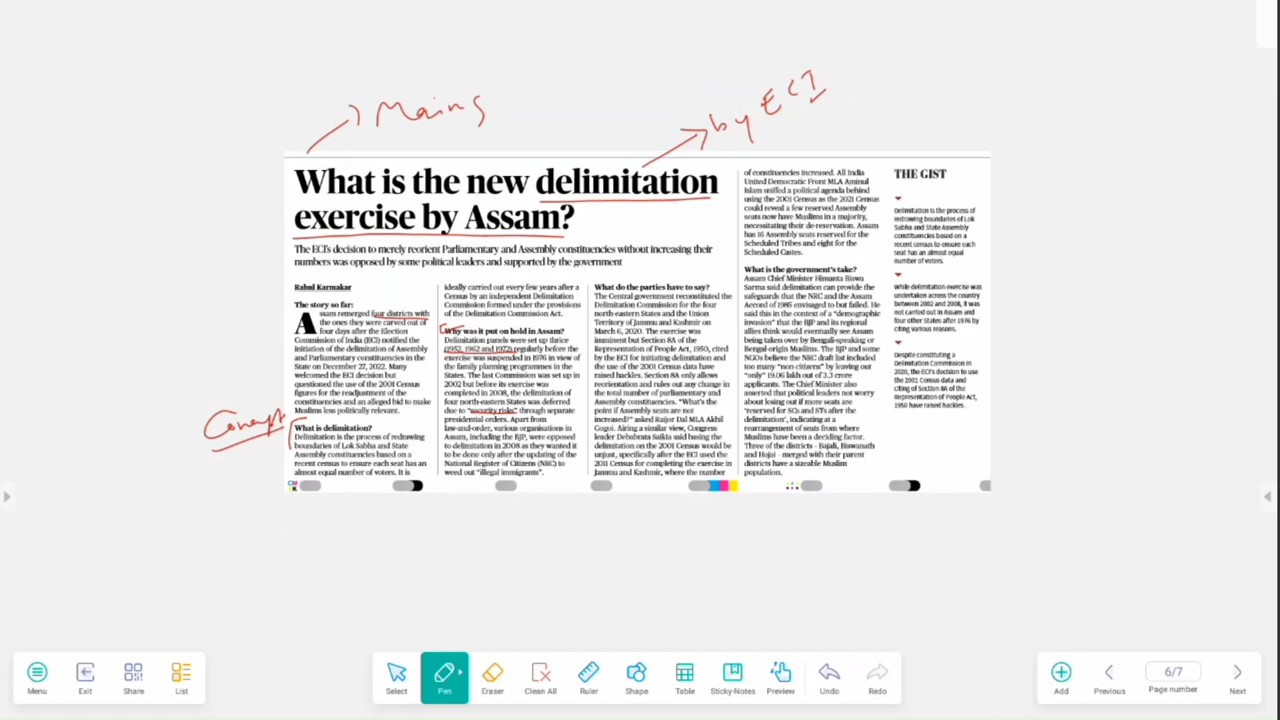 Mains
by ECI
What is the new delimitation
exercise by Assam?
The ECI's decision to merely reorient Parliamentary and Assembly constituencies without increasing their
numbers was opposed by some political leaders and supported by the government
Rahul Karmakar
The story so far:
Assam remerged four districts with
the ones they were carved out of
four days after the Election
Commission of India (ECI) notified the
initiation of the delimitation of Assembly
and Parliamentary constituencies in the
State on December 27, 2022. Many
welcomed the ECI decision but
questioned the use of the 2001 Census
figures for the readjustment of the
constituencies and an alleged bid to make
Muslims less politically relevant.
Concept
What is delimitation?
Delimitation is the process of redrawing
boundaries of Lok Sabha and State
Assembly constituencies based on a
recent census to ensure each seat has an
almost equal number of voters. It is
ideally carried out every few years after a
Census by an independent Delimitation
Commission formed under the provisions
of the Delimitation Commission Act.
Why was it put on hold in Assam?
Delimitation panels were set up thrice
(1952, 1962 and 1972) regularly before the
exercise was suspended in 1976 in view of
the family planning programmes in the
States. The last Commission was set up in
2002 but before its exercise was
completed in 2008, the delimitation of
four north-eastern States was deferred
due to "security risks" through separate
presidential orders. Apart from
law-and-order, various organisations in
Assam, including the BJP, were opposed
to delimitation in 2008 as they wanted it
to be done only after the updating of the
National Register of Citizens (NRC) to
weed out "illegal immigrants".
What do the parties have to say?
The Central government reconstituted the
Delimitation Commission for the four
north-eastern States and the Union
Territory of Jammu and Kashmir on
March 6, 2020. The exercise was
imminent but Section 8A of the
Representation of People Act, 1950, cited
by the ECI for initiating delimitation and
the use of the 2001 Census data have
raised hackles. Section 8A only allows
reorientation and rules out any change in
the total number of parliamentary and
Assembly constituencies. "What's the
point if Assembly seats are not
increased?" asked Raijor Dal MLA Akhil
Gogoi. Airing a similar view, Congress
leader Debabrata Saikia said basing the
delimitation on the 2001 Census would be
unjust, specifically after the ECI used the
2011 Census for completing the exercise in
Jammu and Kashmir, where the number
of constituencies increased. All India
United Democratic Front MLA Aminul
Islam sniffed a political agenda behind
using the 2001 Census as the 2021 Census
could reveal a few reserved Assembly
seats now have Muslims in a majority,
necessitating their de-reservation. Assam
has 16 Assembly seats reserved for the
Scheduled Tribes and eight for the
Scheduled Castes.
What is the government's take?
Assam Chief Minister Himanta Biswa
Sarma said delimitation can provide the
safeguards that the NRC and the Assam
Accord of 1985 envisaged to but failed. He
said this in the context of a "demographic
invasion" that the BJP and its regional
allies think would eventually see Assam
being taken over by Bengali-speaking or
Bengal-origin Muslims. The BJP and some
NGOs believe the NRC draft list included
too many "non-citizens" by leaving out
"only" 19.06 lakh out of 3.3 crore
applicants. The Chief Minister also
asserted that political leaders not worry
about losing out if more seats are
'reserved for SCs and STs after the
delimitation', indicating at a
rearrangement of seats from where
Muslims have been a deciding factor.
Three of the districts - Bajali, Biswanath
and Hojai - merged with their parent
districts have a sizeable Muslim
population.
THE GIST
Delimitation is the process of
redrawing boundaries of Lok
Sabha and State Assembly
constituencies based on a
recent census to ensure each
seat has an almost equal
number of voters.
While delimitation exercise was
undertaken across the country
between 2002 and 2008, it was
not carried out in Assam and
four other States after 1976 by
citing various reasons.
Despite constituting a
Delimitation Commission in
2020, the ECI's decision to use
the 2001 Census data and
citing of Section 8A of the
Representation of People Act,
1950 have raised hackles.
CM
YK
Menu
Exit
Share
List
Select
Pen
Eraser
Clean All
Ruler
Shape
Table
Sticky-Notes
Preview
Undo
Redo
Add
Previous
6/7
Page number
Next